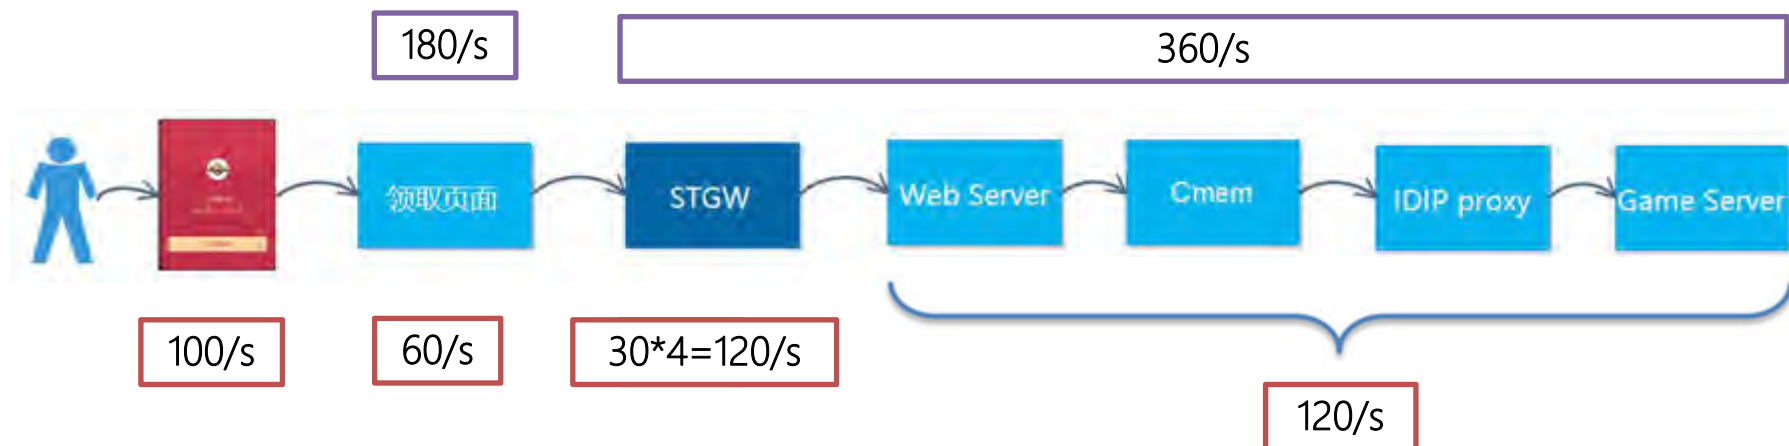 180/s
360/s
领取页面
STGW
Web Server
Cmem
IDIP proxy
Game Server
100/s
60/s
30*4=120/s
120/s